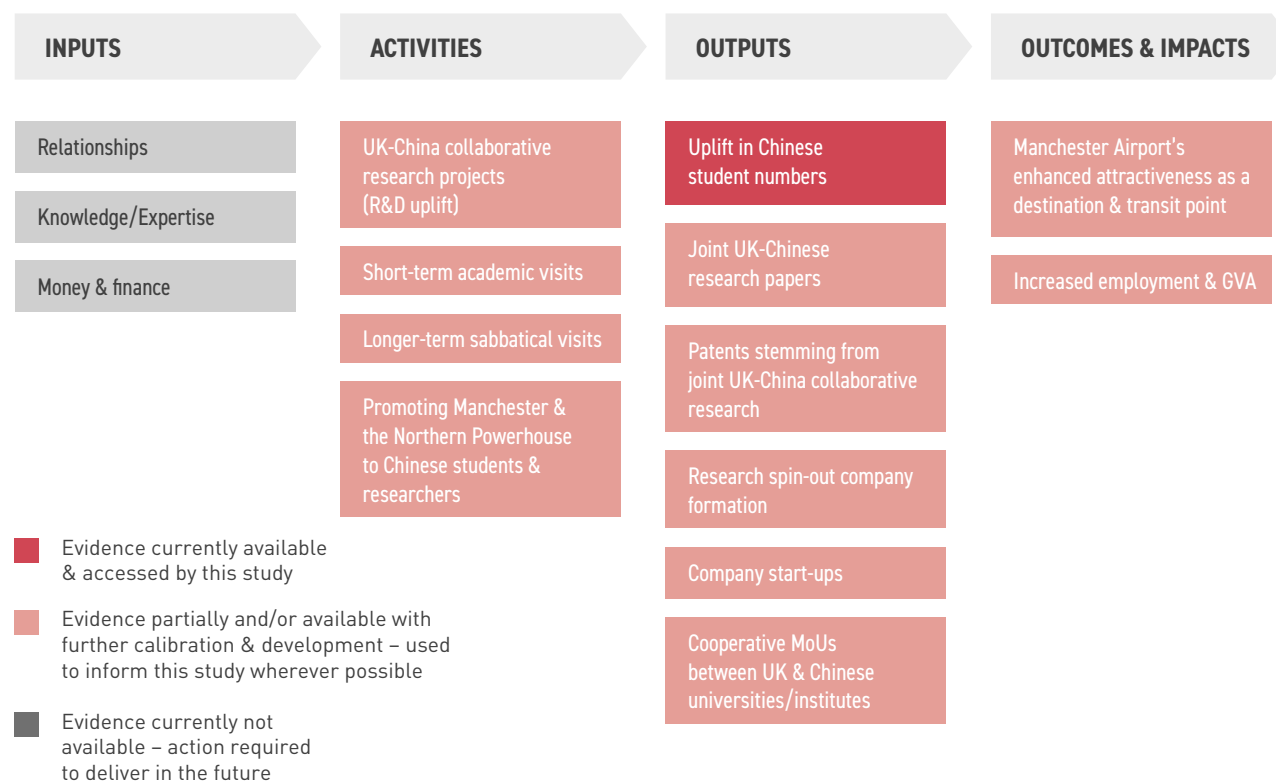 INPUTS
ACTIVITIES
OUTPUTS
OUTCOMES & IMPACTS
Relationships
Knowledge/Expertise
Money & finance
UK-China collaborative
research projects
(R&D uplift)
Short-term academic visits
Longer-term sabbatical visits
Promoting Manchester &
the Northern Powerhouse
to Chinese students &
researchers
Uplift in Chinese
student numbers
Joint UK-Chinese
research papers
Patents stemming from
joint UK-China collaborative
research
Research spin-out company
formation
Company start-ups
Cooperative MoUs
between UK & Chinese
universities/institutes
Manchester Airport's
enhanced attractiveness as a
destination & transit point
Increased employment & GVA
Evidence currently available
& accessed by this study
Evidence partially and/or available with
further calibration & development – used
to inform this study wherever possible
Evidence currently not
available – action required
to deliver in the future